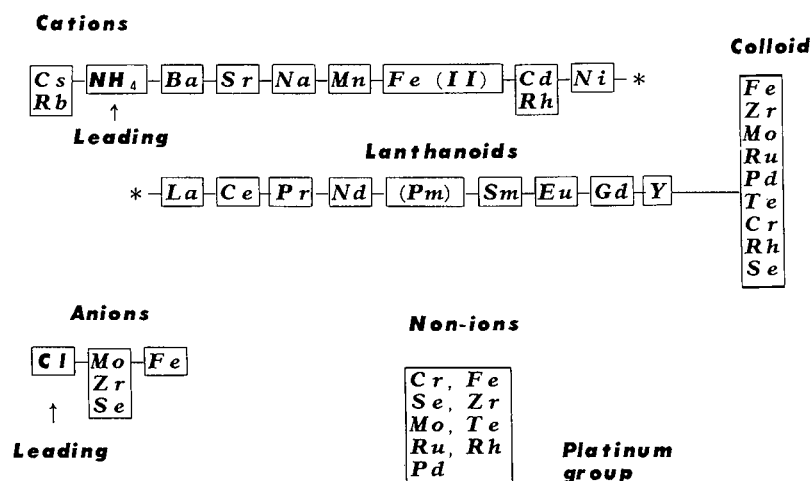 Cations
Colloid
Cs NH₄ Ba Sr Na Mn Fe (II) Cd Ni *
Rb Rh
↑
Leading
Fe
Zr
Mo
Ru
Pd
Te
Cr
Rh
Se
Lanthanoids
* La Ce Pr Nd (Pm) Sm Eu Gd Y
Anions
Cl Mo Fe
Zr
Se
↑
Leading
Non-ions
Cr, Fe
Se, Zr
Mo, Te
Ru, Rh
Pd
Platinum
group